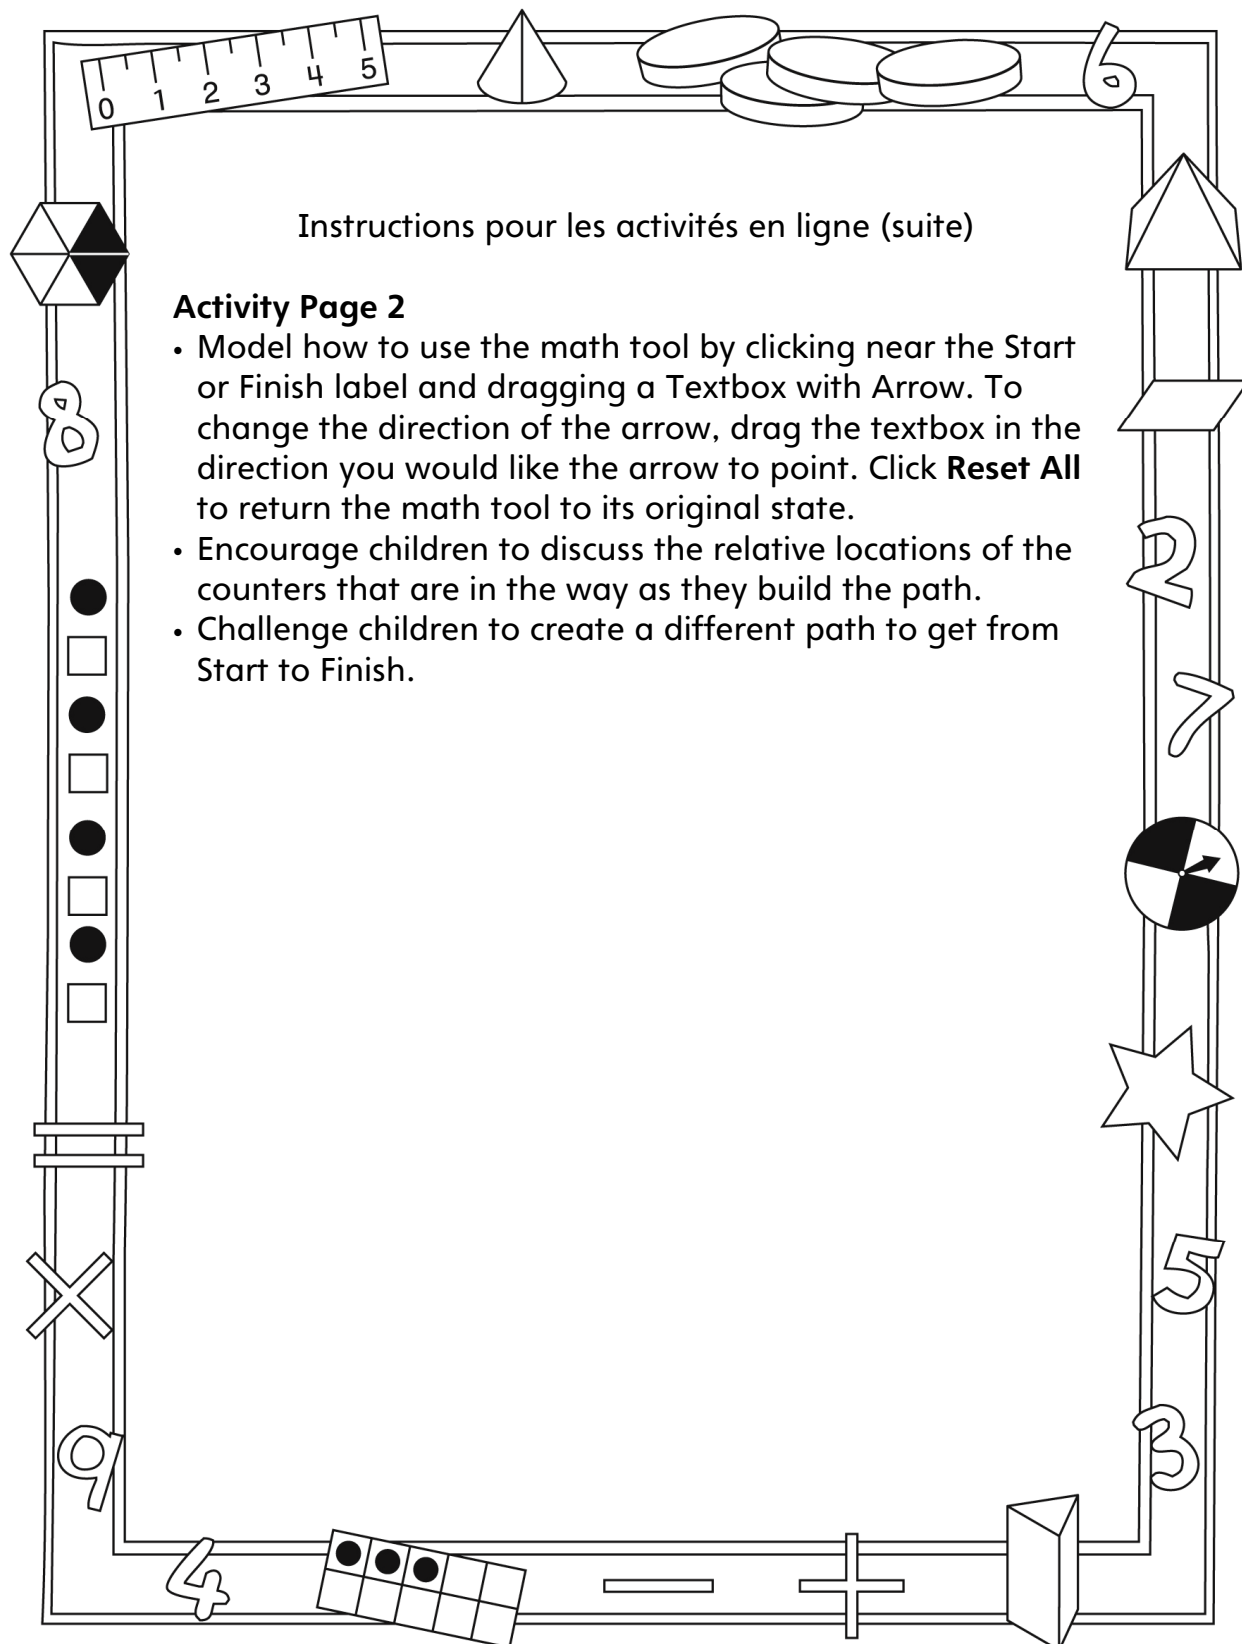 0 1 2 3 4 5
6
Instructions pour les activités en ligne (suite)
Activity Page 2
• Model how to use the math tool by clicking near the Start
or Finish label and dragging a Textbox with Arrow. To
change the direction of the arrow, drag the textbox in the
direction you would like the arrow to point. Click Reset All
to return the math tool to its original state.
• Encourage children to discuss the relative locations of the
counters that are in the way as they build the path.
• Challenge children to create a different path to get from
Start to Finish.
8
2
7
=
×
5
9
3
4
− +